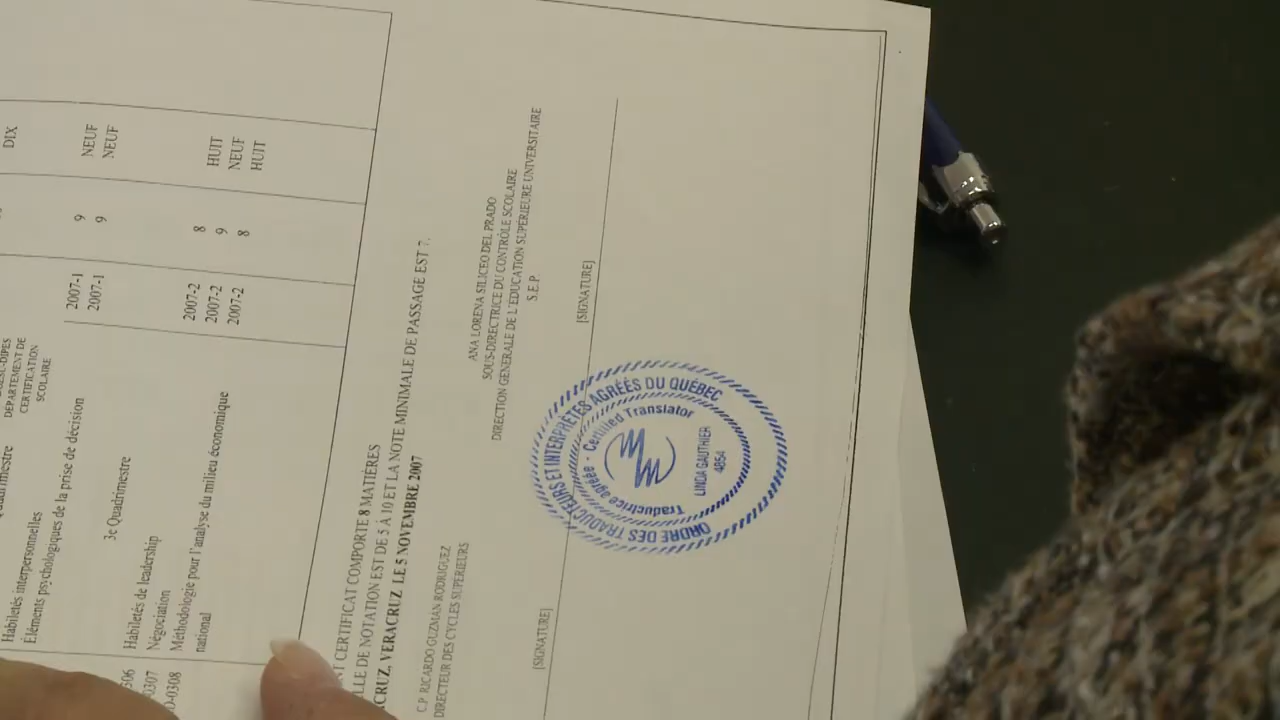 DIX
NEUF
NEUF
HUIT
NEUF
HUIT
9
9
8
9
8
2007-1
2007-1
2007-2
2007-2
2007-2
DEPARTEMENT DE
CERTIFICATION
SCOLAIRE
Habiletés interpersonnelles
Éléments psychologiques de la prise de décision
3e Quadrimestre
Habiletés de leadership
Négociation
Méthodologie pour l'analyse du milieu économique
national
CERTIFICAT COMPORTE 8 MATIÈRES
DE NOTATION EST DE 5 À 10 ET LA NOTE MINIMALE DE PASSAGE EST 7.
VERACRUZ, LE 5 NOVEMBRE 2007
C.P. RICARDO GUZMAN RODRIGUEZ
DIRECTEUR DES CYCLES SUPÉRIEURS
[SIGNATURE]
ANA LORENA SILICEO DEL PRADO
SOUS-DIRECTRICE DU CONTRÔLE SCOLAIRE
DIRECTION GÉNÉRALE DE L'ÉDUCATION SUPÉRIEURE UNIVERSITAIRE
S.E.P.
[SIGNATURE]
ORDRE DES TRADUCTEURS ET INTERPRÈTES AGRÉÉS DU QUÉBEC
Traductrice agréée - Certified Translator
LINDA GAUTHIER
4854